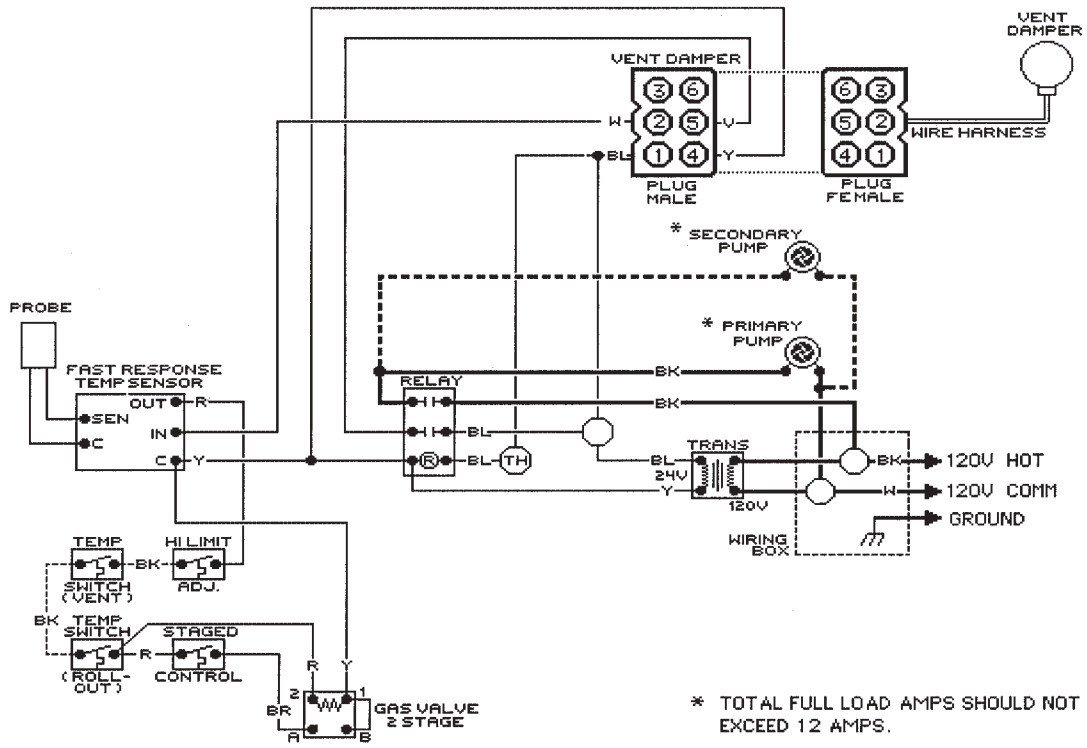 VENT
DAMPER
VENT DAMPER
3 6
2 5
1 4
W
V
BL
Y
PLUG
MALE
6 3
5 2
4 1
WIRE HARNESS
PLUG
FEMALE
* SECONDARY
PUMP
* PRIMARY
PUMP
PROBE
FAST RESPONSE
TEMP SENSOR
OUT
R
SEN
IN
C
C
Y
RELAY
BK
BK
BL
R
BL
TH
TRANS
BL
24V
Y
120V
BK
120V HOT
W
120V COMM
GROUND
WIRING
BOX
TEMP
SWITCH
(VENT)
BK
HI LIMIT
ADJ.
BK
TEMP
SWITCH
(ROLL-
OUT)
R
STAGED
CONTROL
R
Y
2
1
BR
A
B
GAS VALVE
2 STAGE
* TOTAL FULL LOAD AMPS SHOULD NOT
EXCEED 12 AMPS.